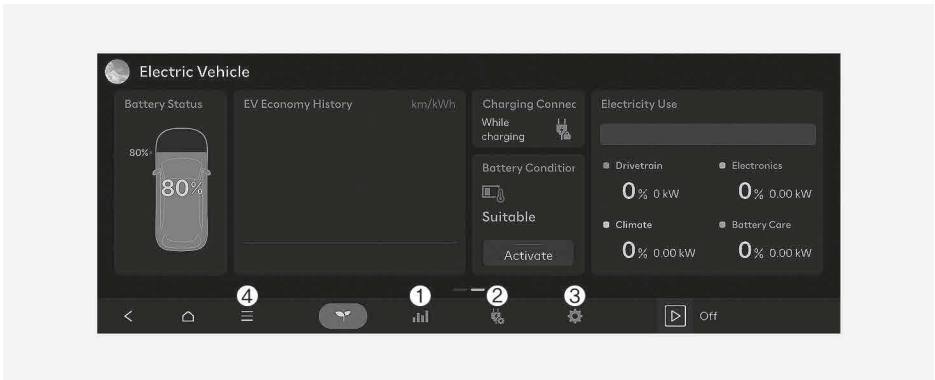 Electric Vehicle
Battery Status
80%
80%
EV Economy History km/kWh
Charging Connec
While
charging
Battery Condition
Suitable
Activate
Electricity Use
Drivetrain
0% 0 kW
Electronics
0% 0.00 kW
Climate
0% 0.00 kW
Battery Care
0% 0.00 kW
4
1
2
3
Off